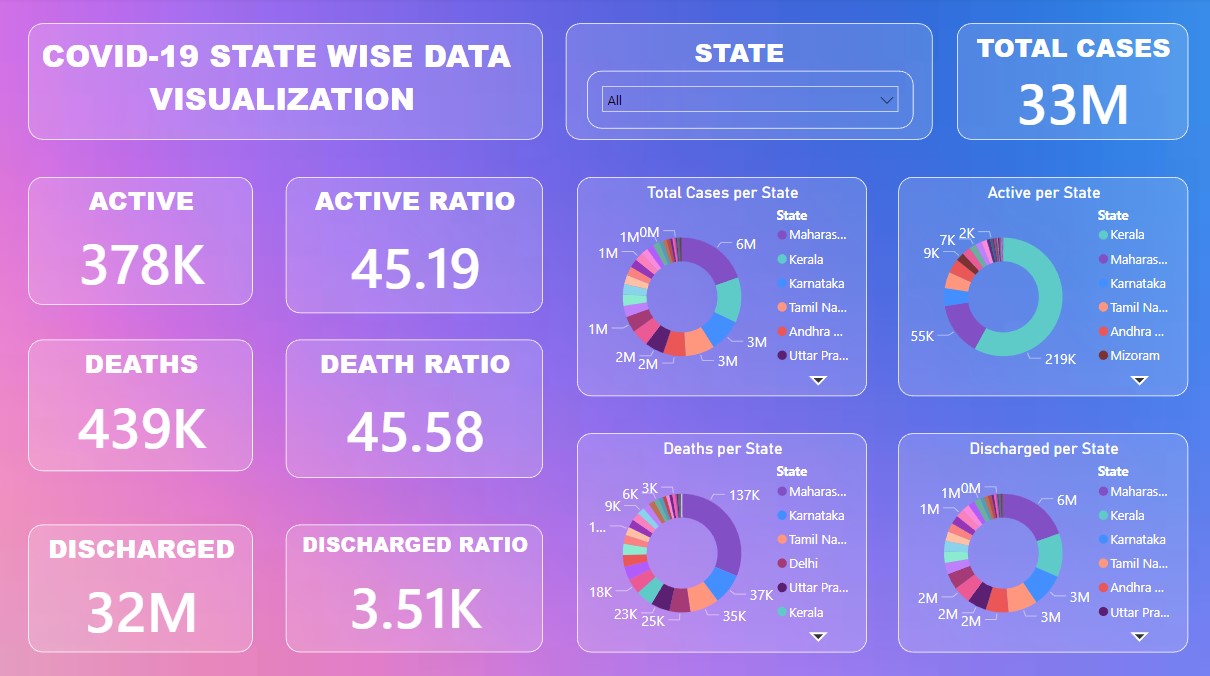 COVID-19 STATE WISE DATA
VISUALIZATION
STATE
All
TOTAL CASES
33M
ACTIVE
378K
ACTIVE RATIO
45.19
DEATHS
439K
DEATH RATIO
45.58
DISCHARGED
32M
DISCHARGED RATIO
3.51K
Total Cases per State
1M
0M
6M
1M
1M
3M
2M
2M
3M
State
Maharas...
Kerala
Karnataka
Tamil Na...
Andhra ...
Uttar Pra...
Active per State
7K
2K
9K
55K
219K
State
Kerala
Maharas...
Karnataka
Tamil Na...
Andhra ...
Mizoram
Deaths per State
6K
3K
137K
9K
1...
18K
37K
23K
25K
35K
State
Maharas...
Karnataka
Tamil Na...
Delhi
Uttar Pra...
Kerala
Discharged per State
1M
0M
6M
1M
2M
3M
2M
2M
3M
State
Maharas...
Kerala
Karnataka
Tamil Na...
Andhra ...
Uttar Pra...